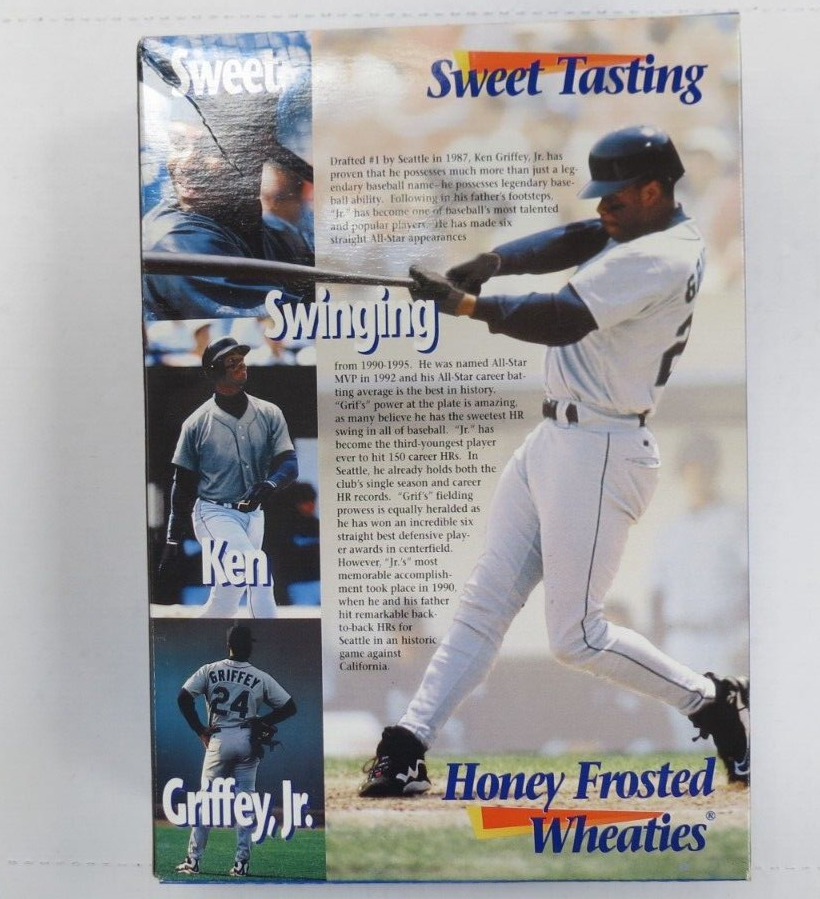 Sweet
Sweet Tasting
Drafted #1 by Seattle in 1987, Ken Griffey, Jr. has
proven that he possesses much more than just a leg-
endary baseball name–he possesses legendary base-
ball ability. Following in his father's footsteps,
"Jr." has become one of baseball's most talented
and popular players. He has made six
straight All-Star appearances
Swinging
from 1990-1995. He was named All-Star
MVP in 1992 and his All-Star career bat-
ting average is the best in history.
"Grif's" power at the plate is amazing,
as many believe he has the sweetest HR
swing in all of baseball. "Jr." has
become the third-youngest player
ever to hit 150 career HRs. In
Seattle, he already holds both the
club's single season and career
HR records. "Grif's" fielding
prowess is equally heralded as
he has won an incredible six
straight best defensive play-
er awards in centerfield.
However, "Jr.'s" most
memorable accomplish-
ment took place in 1990,
when he and his father
hit remarkable back-
to-back HRs for
Seattle in an historic
game against
California.
Ken
GRIFFEY
24
Griffey, Jr.
Honey Frosted
Wheaties®